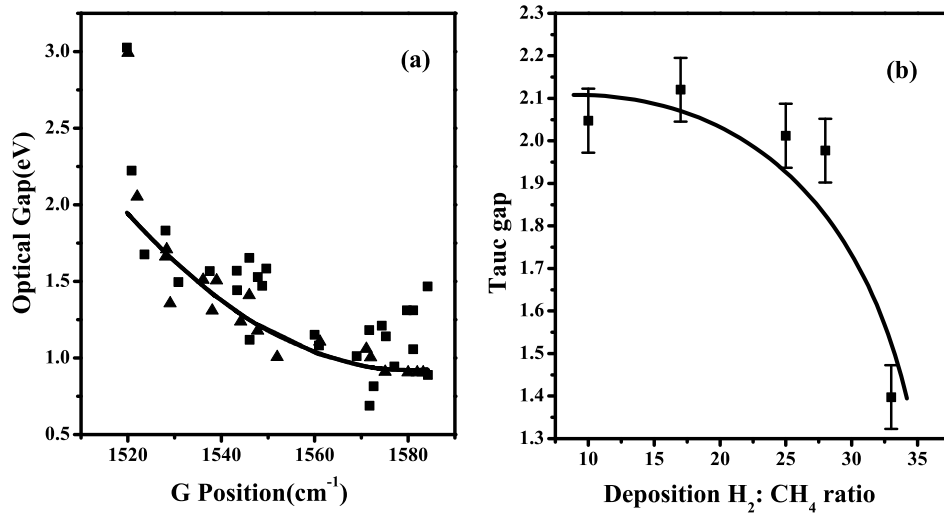 (a)
3.0
2.5
2.0
1.5
1.0
0.5
Optical Gap(eV)
1520 1540 1560 1580
G Position(cm⁻¹)
(b)
2.3
2.2
2.1
2.0
1.9
1.8
1.7
1.6
1.5
1.4
1.3
Tauc gap
10 15 20 25 30 35
Deposition H₂: CH₄ ratio